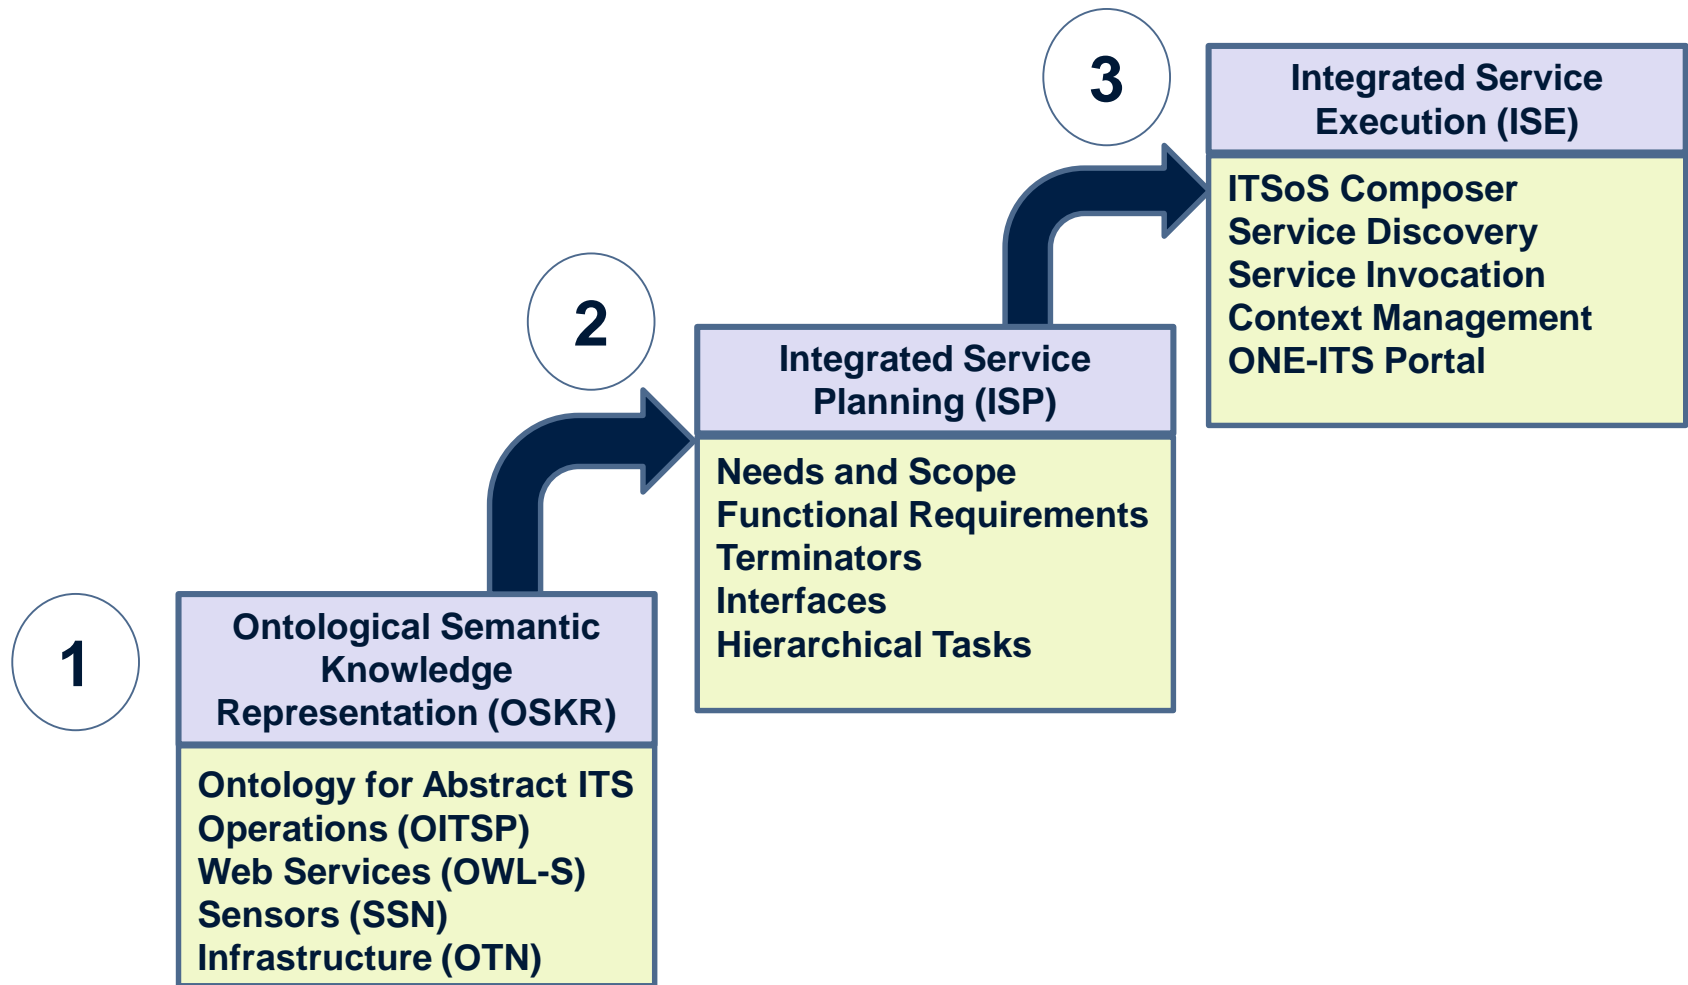 1
Ontological Semantic
Knowledge
Representation (OSKR)
Ontology for Abstract ITS
Operations (OITSP)
Web Services (OWL-S)
Sensors (SSN)
Infrastructure (OTN)
2
Integrated Service
Planning (ISP)
Needs and Scope
Functional Requirements
Terminators
Interfaces
Hierarchical Tasks
3
Integrated Service
Execution (ISE)
ITSoS Composer
Service Discovery
Service Invocation
Context Management
ONE-ITS Portal